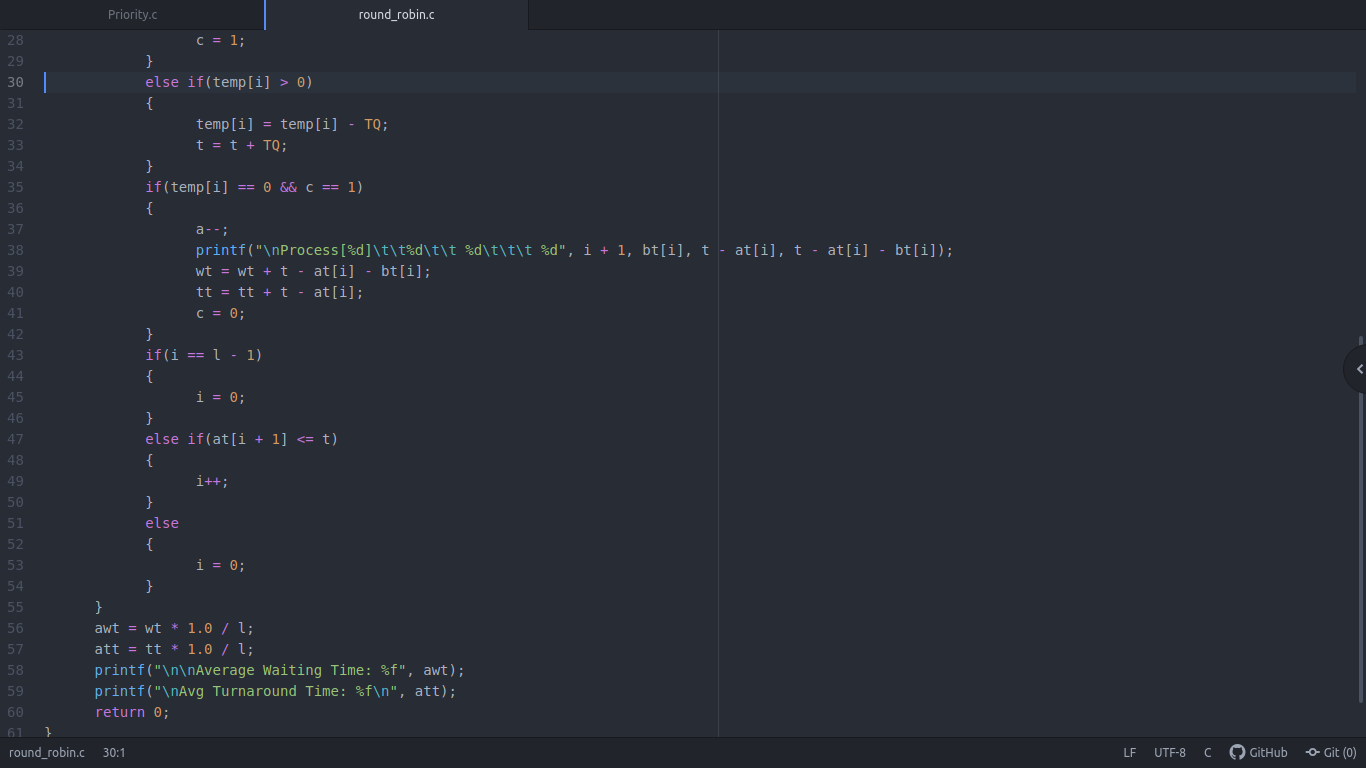 Priority.c
round_robin.c
28 c = 1;
29 }
30 else if(temp[i] > 0)
31 {
32 temp[i] = temp[i] - TQ;
33 t = t + TQ;
34 }
35 if(temp[i] == 0 && c == 1)
36 {
37 a--;
38 printf("\nProcess[%d]\t\t%d\t\t %d\t\t\t %d", i + 1, bt[i], t - at[i], t - at[i] - bt[i]);
39 wt = wt + t - at[i] - bt[i];
40 tt = tt + t - at[i];
41 c = 0;
42 }
43 if(i == l - 1)
44 {
45 i = 0;
46 }
47 else if(at[i + 1] <= t)
48 {
49 i++;
50 }
51 else
52 {
53 i = 0;
54 }
55 }
56 awt = wt * 1.0 / l;
57 att = tt * 1.0 / l;
58 printf("\n\nAverage Waiting Time: %f", awt);
59 printf("\nAvg Turnaround Time: %f\n", att);
60 return 0;
61 }
round_robin.c 30:1 LF UTF-8 C GitHub Git (0)